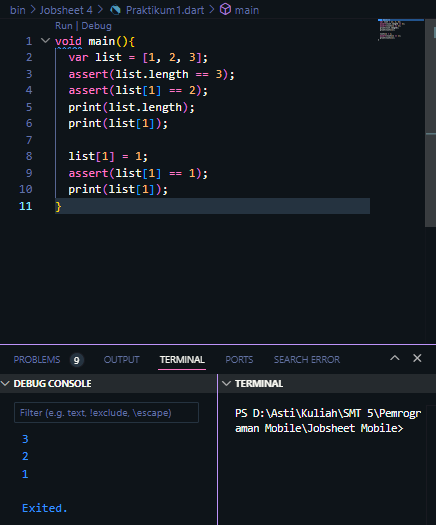 bin > Jobsheet 4 > Praktikum1.dart > main
Run | Debug
1 void main(){
2 var list = [1, 2, 3];
3 assert(list.length == 3);
4 assert(list[1] == 2);
5 print(list.length);
6 print(list[1]);
7
8 list[1] = 1;
9 assert(list[1] == 1);
10 print(list[1]);
11 }
PROBLEMS 9 OUTPUT TERMINAL PORTS SEARCH ERROR
DEBUG CONSOLE
Filter (e.g. text, !exclude, \escape)
3
2
1
Exited.
TERMINAL
PS D:\Asti\Kuliah\SMT 5\Pemrogr
aman Mobile\Jobsheet Mobile>